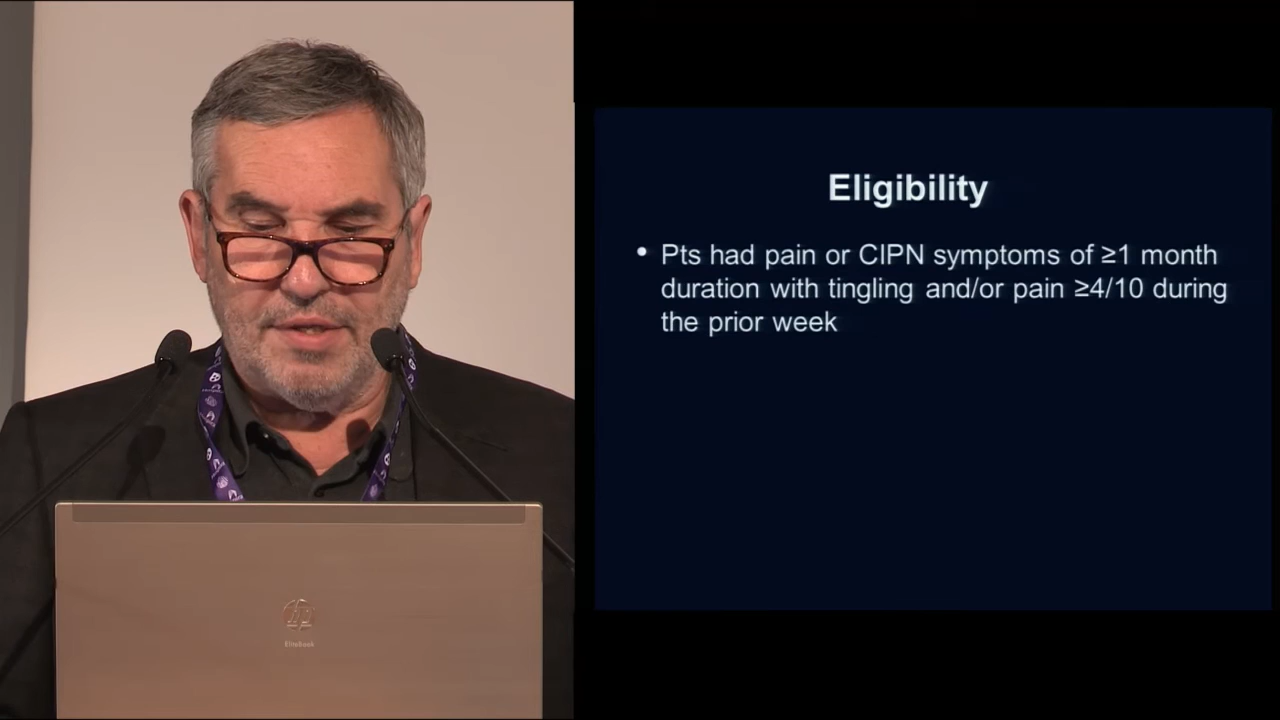 Eligibility
• Pts had pain or CIPN symptoms of ≥1 month
duration with tingling and/or pain ≥4/10 during
the prior week
EliteBook